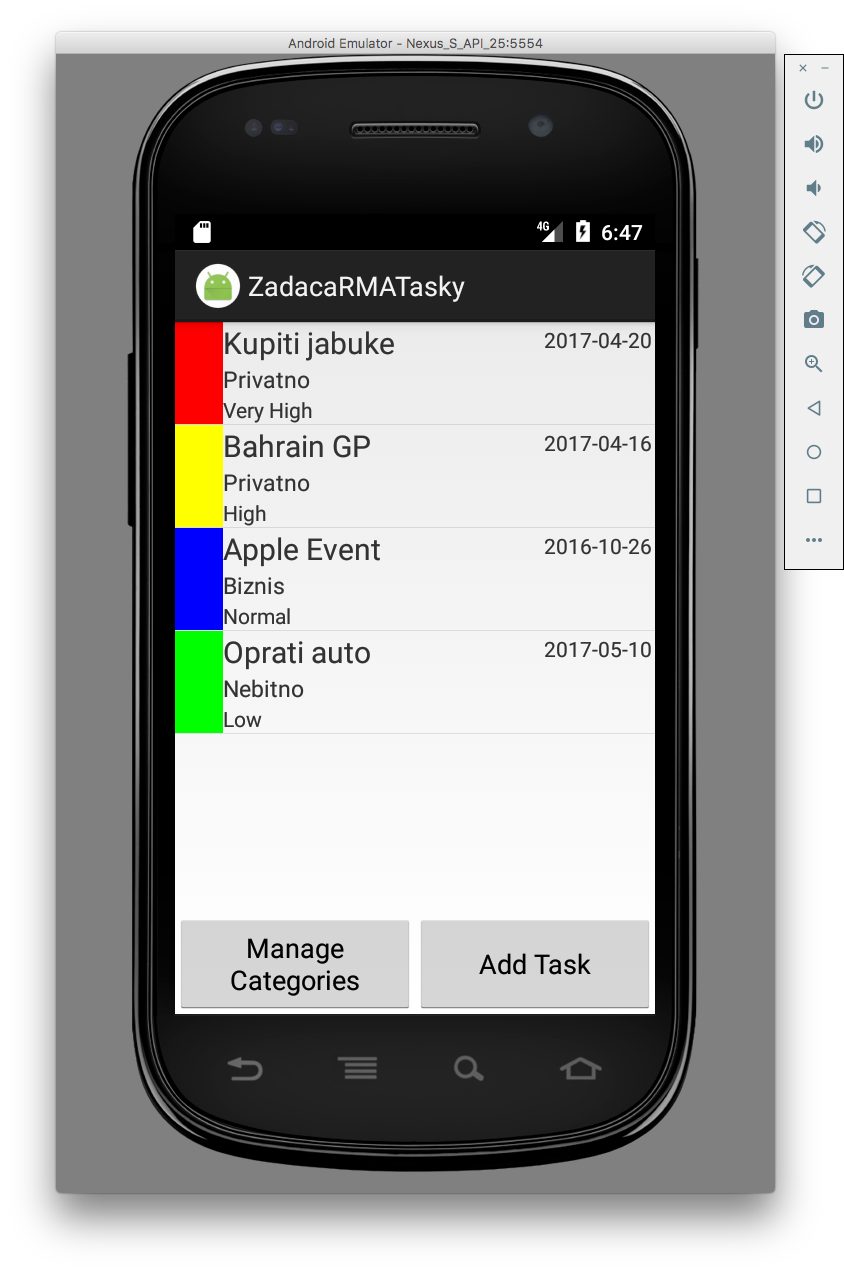 Android Emulator - Nexus_S_API_25:5554
4G 6:47
ZadacaRMATasky
Kupiti jabuke 2017-04-20
Privatno
Very High
Bahrain GP 2017-04-16
Privatno
High
Apple Event 2016-10-26
Biznis
Normal
Oprati auto 2017-05-10
Nebitno
Low
Manage
Categories
Add Task